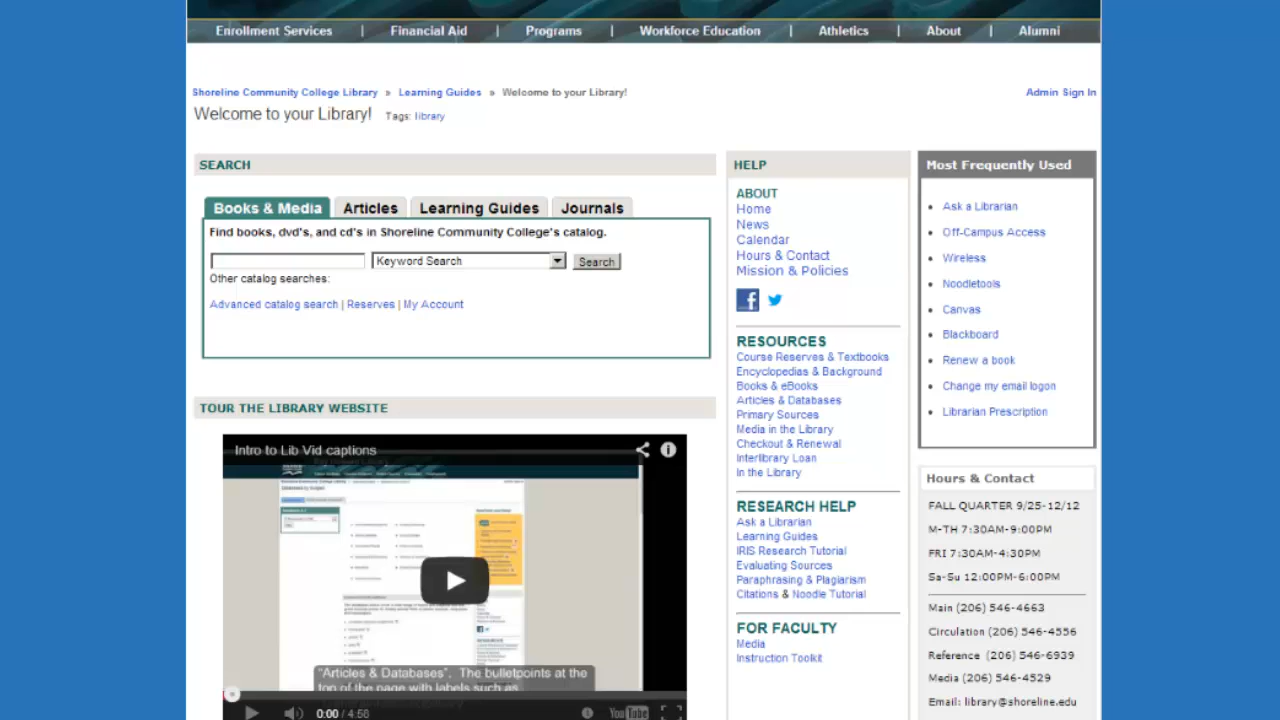 Enrollment Services | Financial Aid | Programs | Workforce Education | Athletics | About | Alumni
Shoreline Community College Library » Learning Guides » Welcome to your Library!
Admin Sign In
Welcome to your Library! Tags: library
SEARCH
Books & Media Articles Learning Guides Journals
Find books, dvd's, and cd's in Shoreline Community College's catalog.
Keyword Search Search
Other catalog searches:
Advanced catalog search | Reserves | My Account
TOUR THE LIBRARY WEBSITE
Intro to Lib Vid captions
"Articles & Databases". The bulletpoints at the
top of the page with labels such as
0:00 / 4:56 YouTube
HELP
ABOUT
Home
News
Calendar
Hours & Contact
Mission & Policies
RESOURCES
Course Reserves & Textbooks
Encyclopedias & Background
Books & eBooks
Articles & Databases
Primary Sources
Media in the Library
Checkout & Renewal
Interlibrary Loan
In the Library
RESEARCH HELP
Ask a Librarian
Learning Guides
IRIS Research Tutorial
Evaluating Sources
Paraphrasing & Plagiarism
Citations & Noodle Tutorial
FOR FACULTY
Media
Instruction Toolkit
Most Frequently Used
Ask a Librarian
Off-Campus Access
Wireless
Noodletools
Canvas
Blackboard
Renew a book
Change my email logon
Librarian Prescription
Hours & Contact
FALL QUARTER 9/25-12/12
M-TH 7:30AM-9:00PM
FRI 7:30AM-4:30PM
Sa-Su 12:00PM-6:00PM
Main (206) 546-4663
Circulation (206) 546-4556
Reference (206) 546-6939
Media (206) 546-4529
Email: library@shoreline.edu